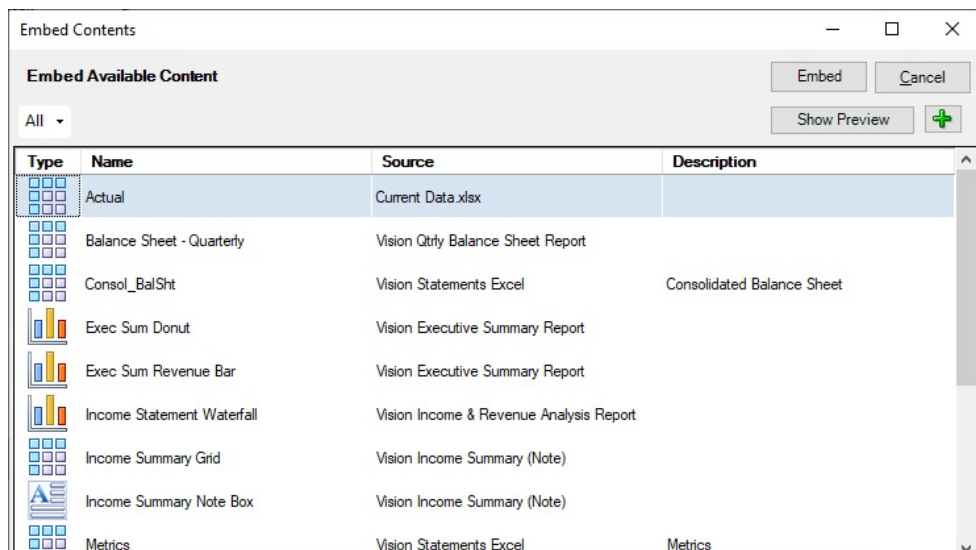 Embed Contents
Embed Available Content
Embed
Cancel
All
Show Preview
Type Name Source Description
Actual Current Data.xlsx
Balance Sheet - Quarterly Vision Qtrly Balance Sheet Report
Consol_BalSht Vision Statements Excel Consolidated Balance Sheet
Exec Sum Donut Vision Executive Summary Report
Exec Sum Revenue Bar Vision Executive Summary Report
Income Statement Waterfall Vision Income & Revenue Analysis Report
Income Summary Grid Vision Income Summary (Note)
Income Summary Note Box Vision Income Summary (Note)
Metrics Vision Statements Excel Metrics